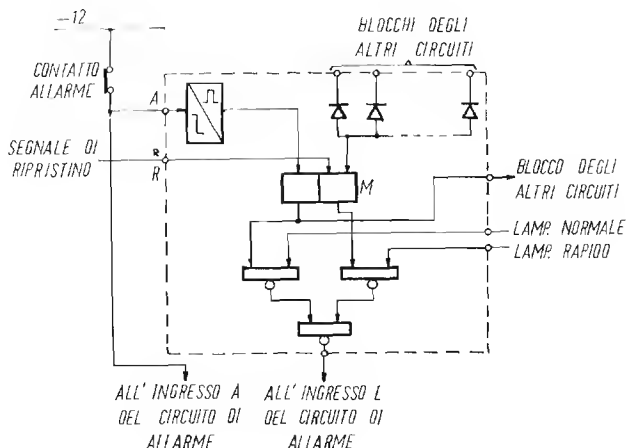 −12
CONTATTO
ALLARME
BLOCCHI DEGLI
ALTRI CIRCUITI
A
SEGNALE DI
RIPRISTINO
R
R
M
BLOCCO DEGLI
ALTRI CIRCUITI
LAMP. NORMALE
LAMP. RAPIDO
ALL' INGRESSO A
DEL CIRCUITO DI
ALLARME
ALL' INGRESSO L
DEL CIRCUITO DI
ALLARME